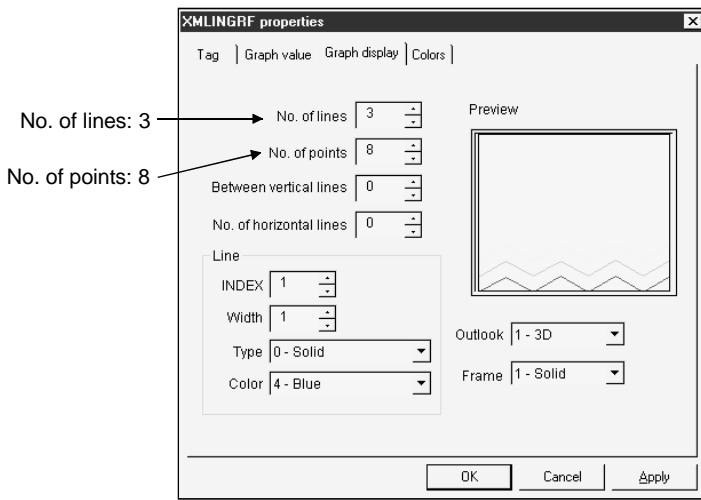 XMLINGRF properties
Tag Graph value Graph display Colors
No. of lines: 3
No. of lines 3
Preview
No. of points: 8
No. of points 8
Between vertical lines 0
No. of horizontal lines 0
Line
INDEX 1
Width 1
Type 0 - Solid
Color 4 - Blue
Outlook 1 - 3D
Frame 1 - Solid
OK Cancel Apply